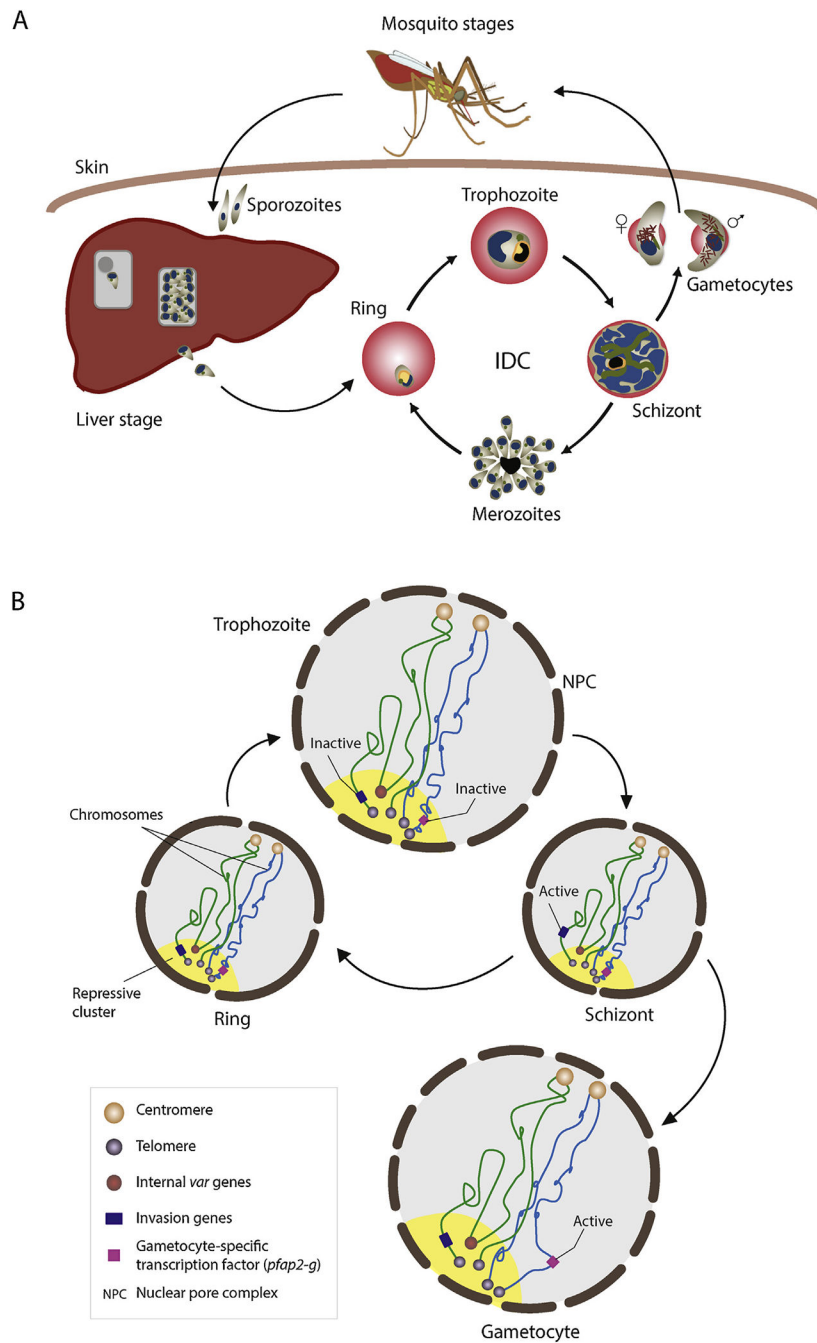 A
Mosquito stages
Skin
Sporozoites
Trophozoite
♀
♂
Gametocytes
Ring
IDC
Liver stage
Schizont
Merozoites
B
Trophozoite
NPC
Inactive
Inactive
Chromosomes
Active
Repressive
cluster
Ring
Schizont
Centromere
Telomere
Internal var genes
Invasion genes
Gametocyte-specific
transcription factor (pfap2-g)
NPC Nuclear pore complex
Active
Gametocyte